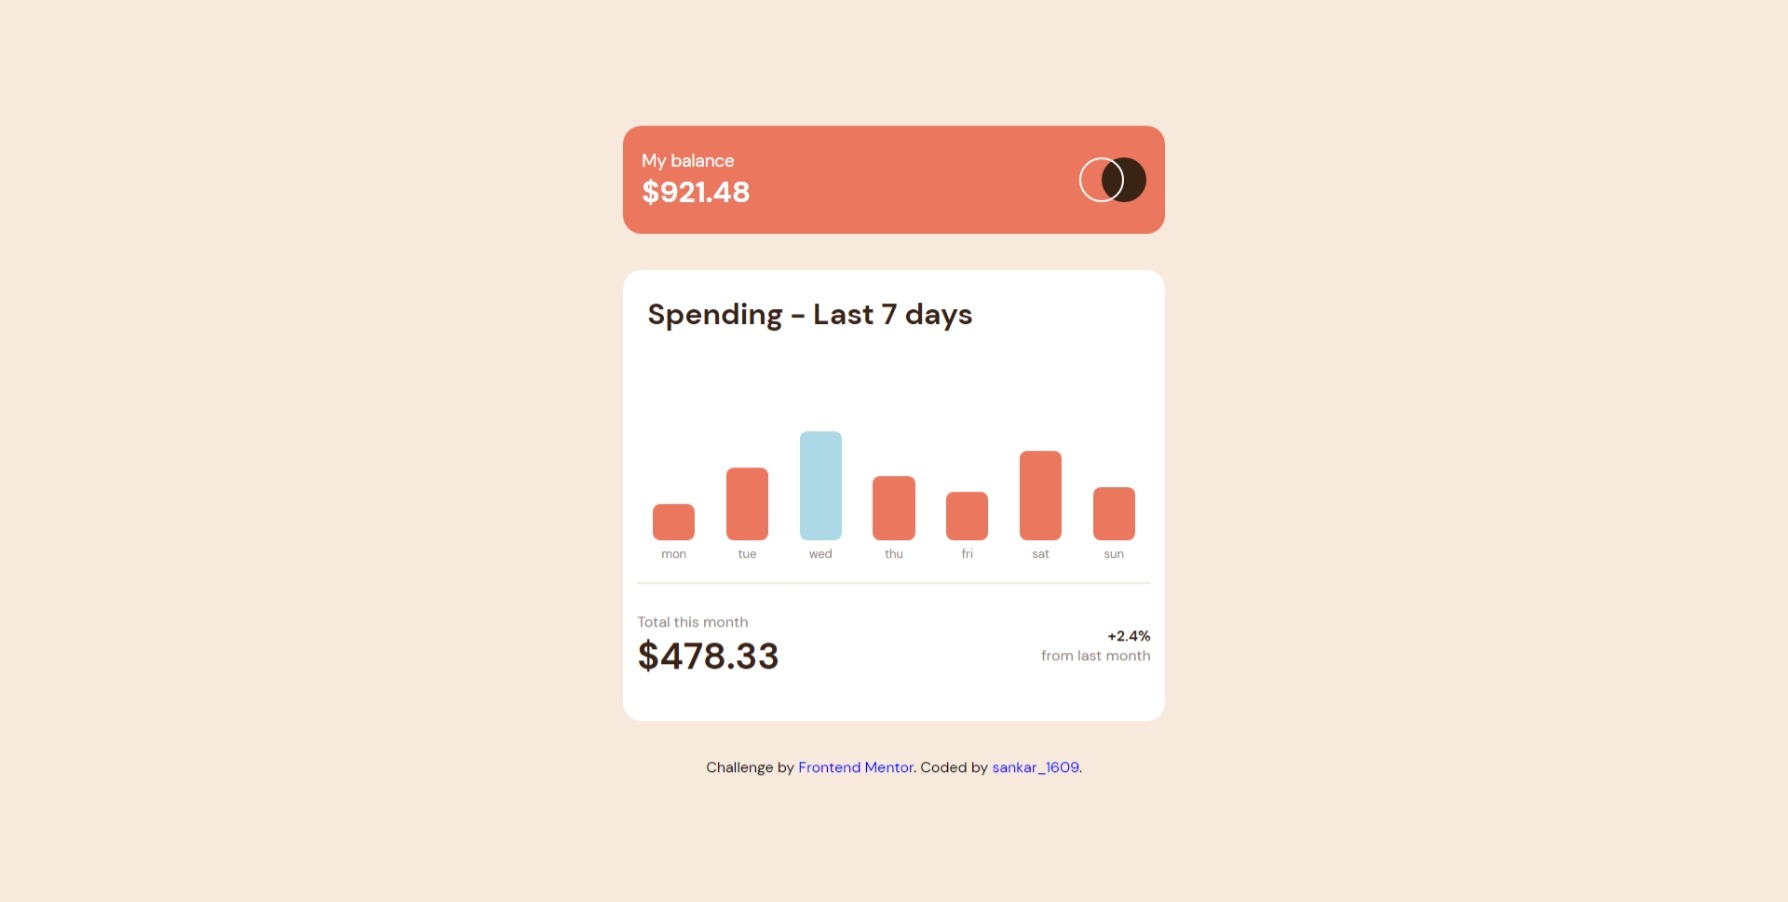 My balance
$921.48
Spending - Last 7 days
mon tue wed thu fri sat sun
Total this month
$478.33
+2.4%
from last month
Challenge by Frontend Mentor. Coded by sankar_1609.